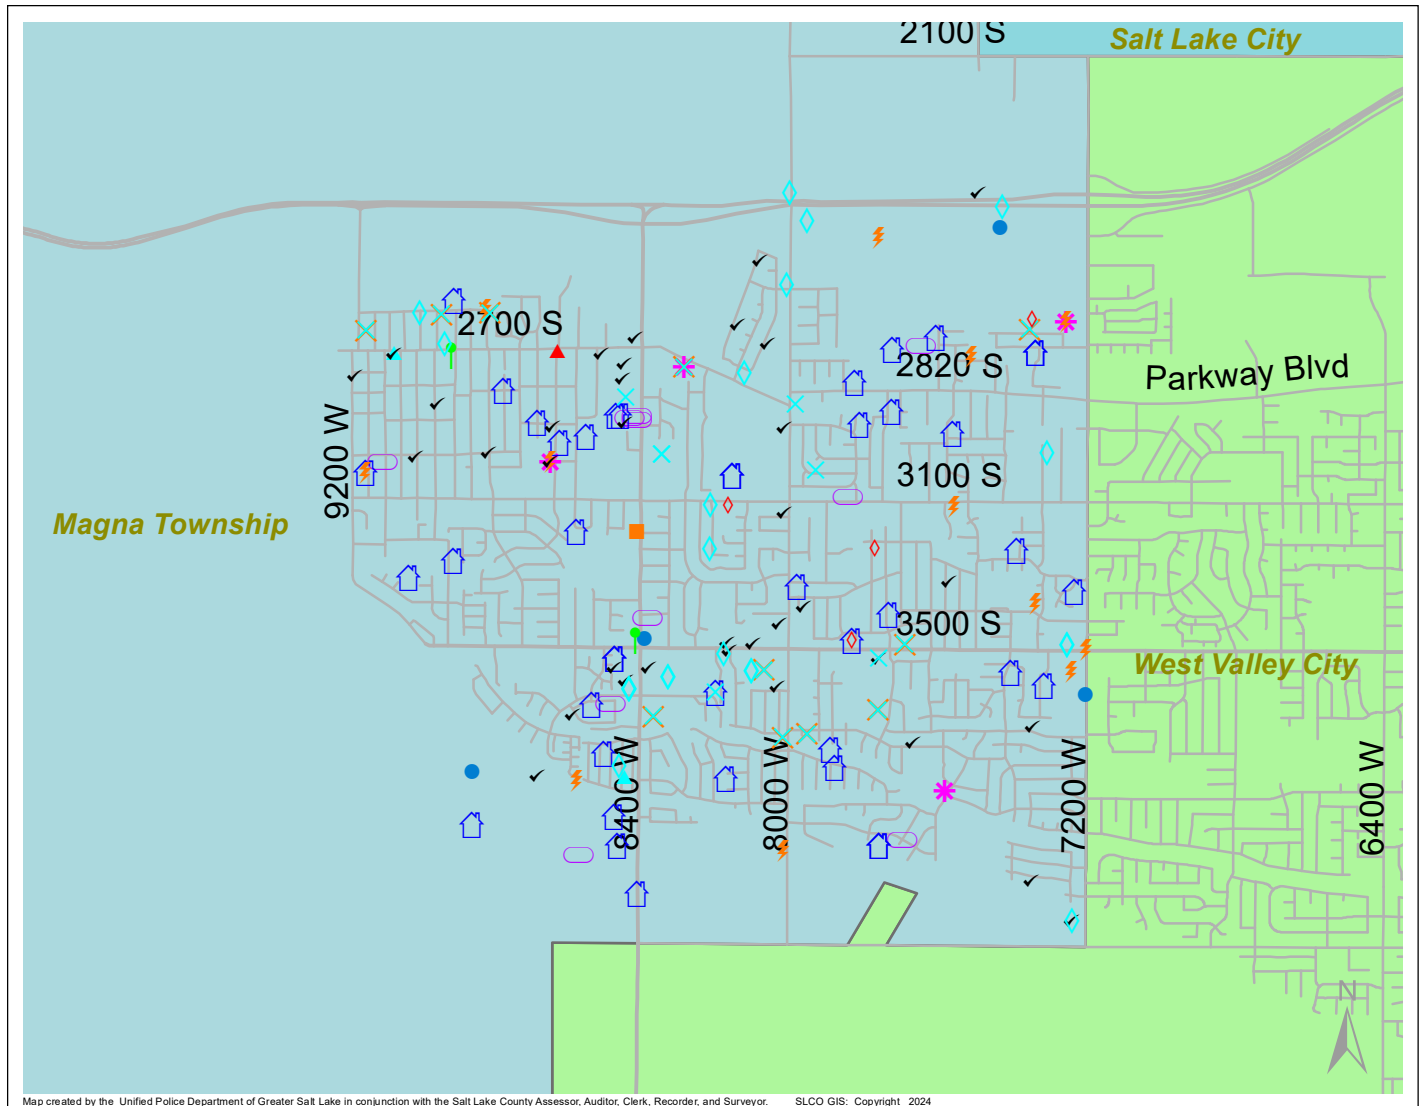 2100 S
Salt Lake City
2700 S
2820 S
Parkway Blvd
9200 W
3100 S
Magna Township
3500 S
West Valley City
8400 W
8000 W
7200 W
6400 W
N
Map created by the Unified Police Department of Greater Salt Lake in conjunction with the Salt Lake County Assessor, Auditor, Clerk, Recorder, and Surveyor. SLCO GIS: Copyright 2024